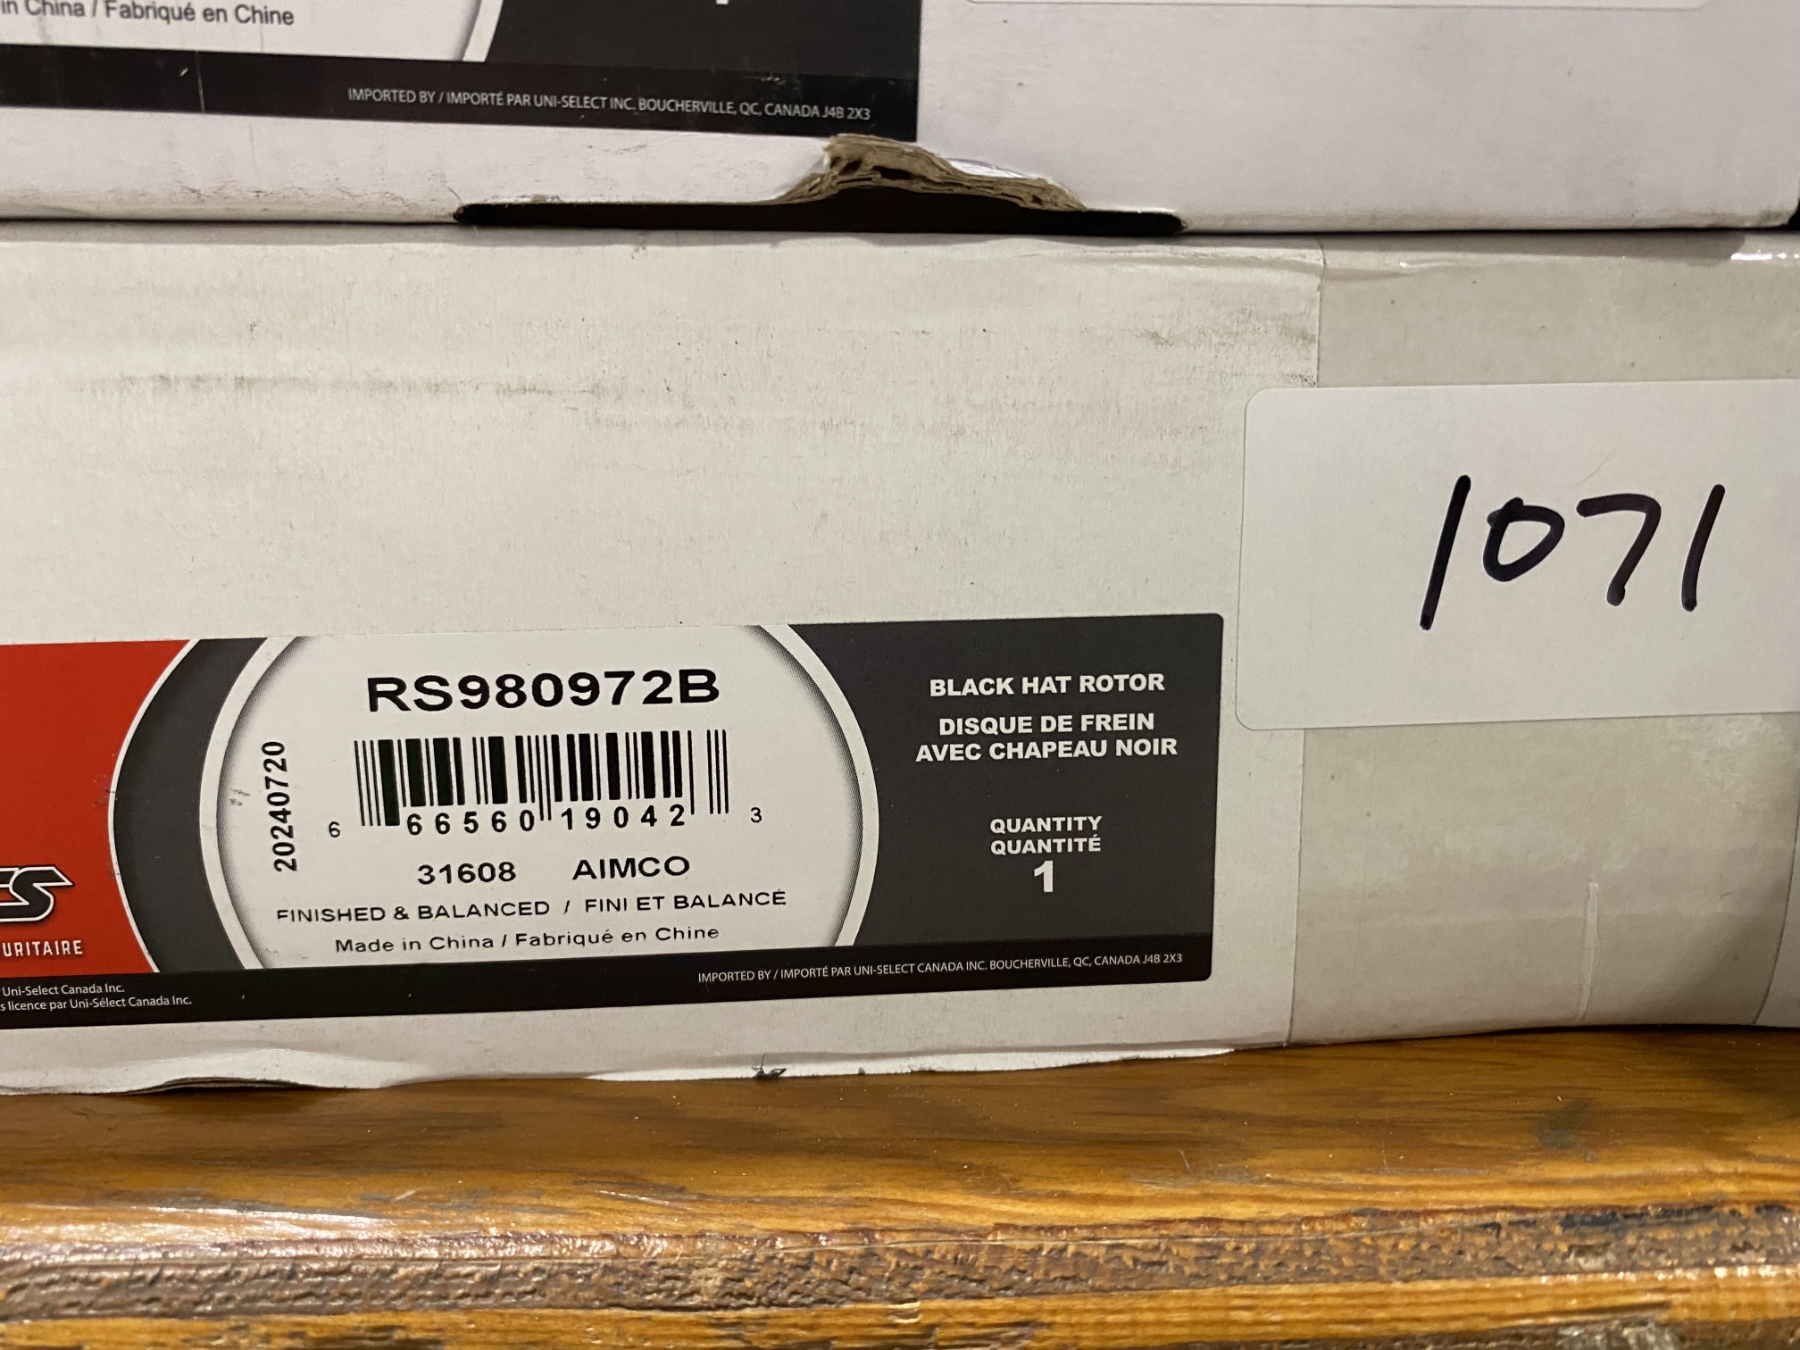 in China / Fabriqué en Chine
IMPORTED BY / IMPORTÉ PAR UNI-SELECT INC. BOUCHERVILLE, QC, CANADA J4B 2X3
1071
RS980972B
20240720
6 66560 19042 3
31608 AIMCO
FINISHED & BALANCED / FINI ET BALANCÉ
Made in China / Fabriqué en Chine
BLACK HAT ROTOR
DISQUE DE FREIN
AVEC CHAPEAU NOIR
QUANTITY
QUANTITÉ
1
IMPORTED BY / IMPORTÉ PAR UNI-SELECT CANADA INC. BOUCHERVILLE, QC, CANADA J4B 2X3
Uni-Select Canada Inc.
licence par Uni-Sélect Canada Inc.